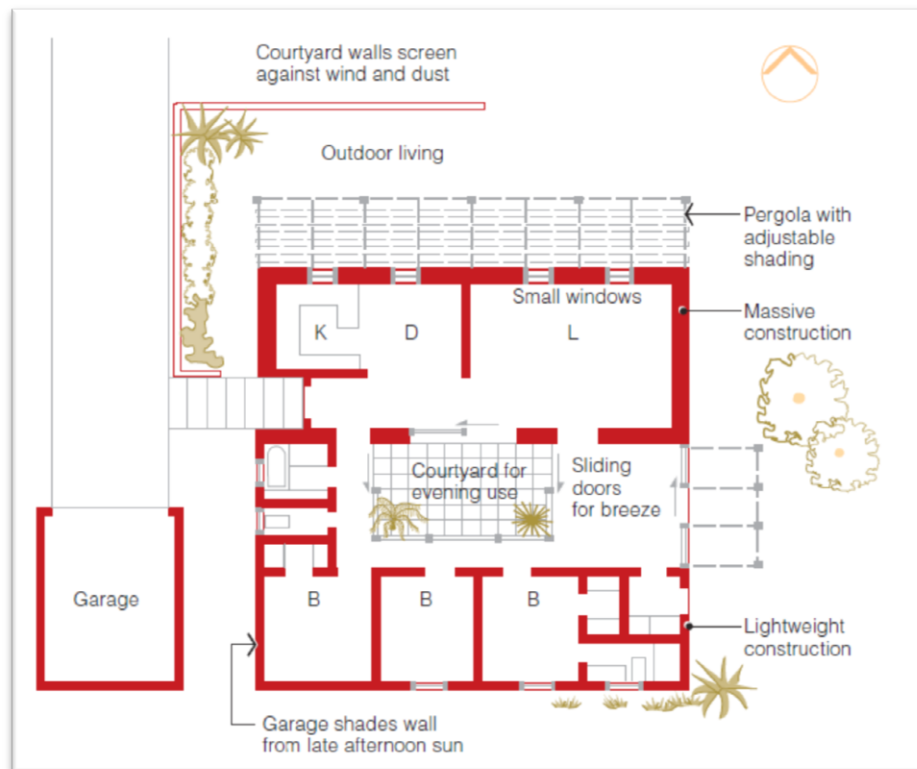 Courtyard walls screen
against wind and dust
Outdoor living
Pergola with
adjustable
shading
Small windows
Massive
construction
K
D
L
Courtyard for
evening use
Sliding
doors
for breeze
Garage
B
B
B
Lightweight
construction
Garage shades wall
from late afternoon sun